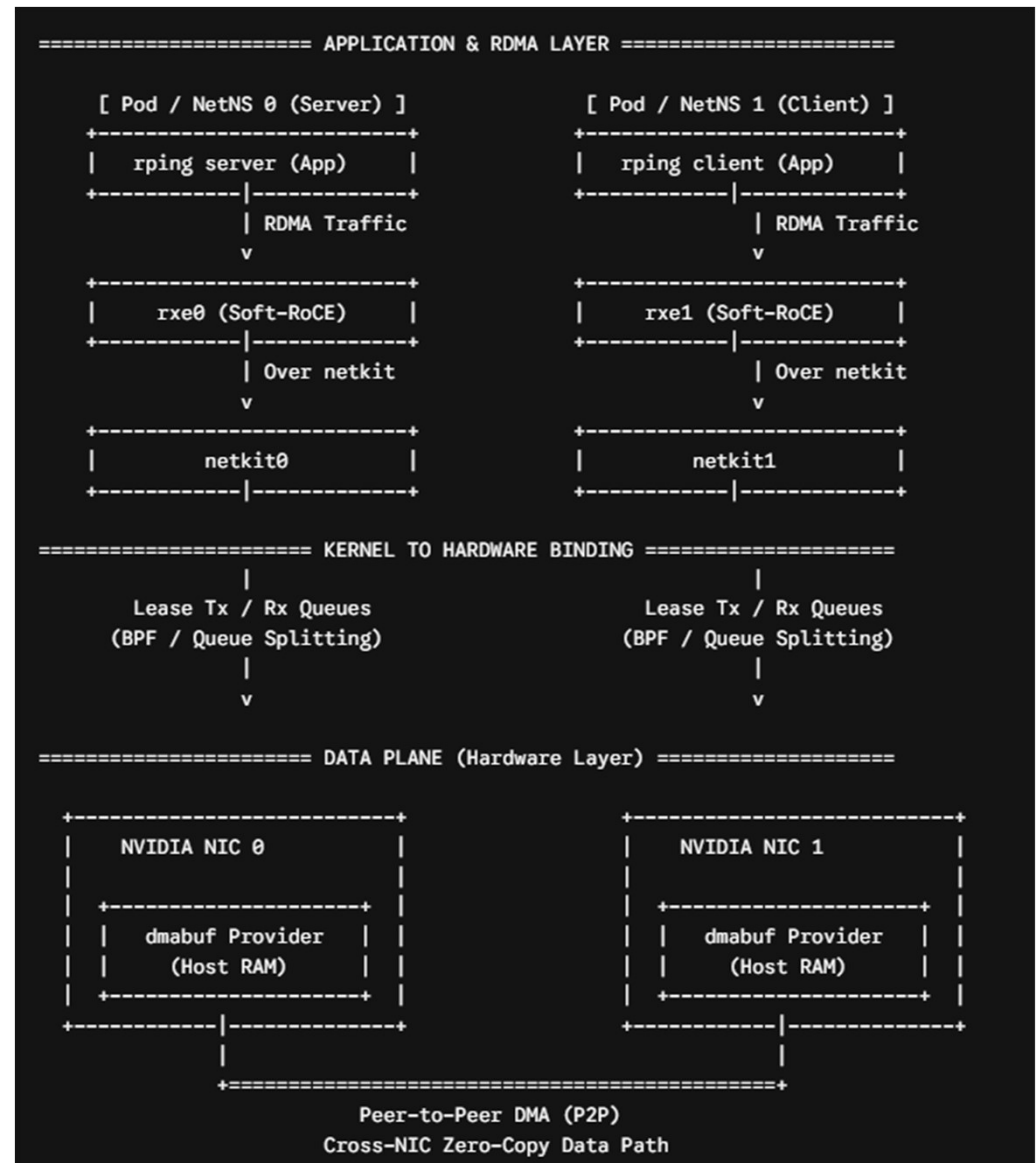 ======================= APPLICATION & RDMA LAYER =======================
[ Pod / NetNS 0 (Server) ] [ Pod / NetNS 1 (Client) ]
rping server (App) rping client (App)
RDMA Traffic RDMA Traffic
v v
rxe0 (Soft-RoCE) rxe1 (Soft-RoCE)
Over netkit Over netkit
v v
netkit0 netkit1
======================= KERNEL TO HARDWARE BINDING =====================
Lease Tx / Rx Queues Lease Tx / Rx Queues
(BPF / Queue Splitting) (BPF / Queue Splitting)
v v
======================= DATA PLANE (Hardware Layer) ====================
NVIDIA NIC 0 NVIDIA NIC 1
dmabuf Provider dmabuf Provider
(Host RAM) (Host RAM)
Peer-to-Peer DMA (P2P)
Cross-NIC Zero-Copy Data Path